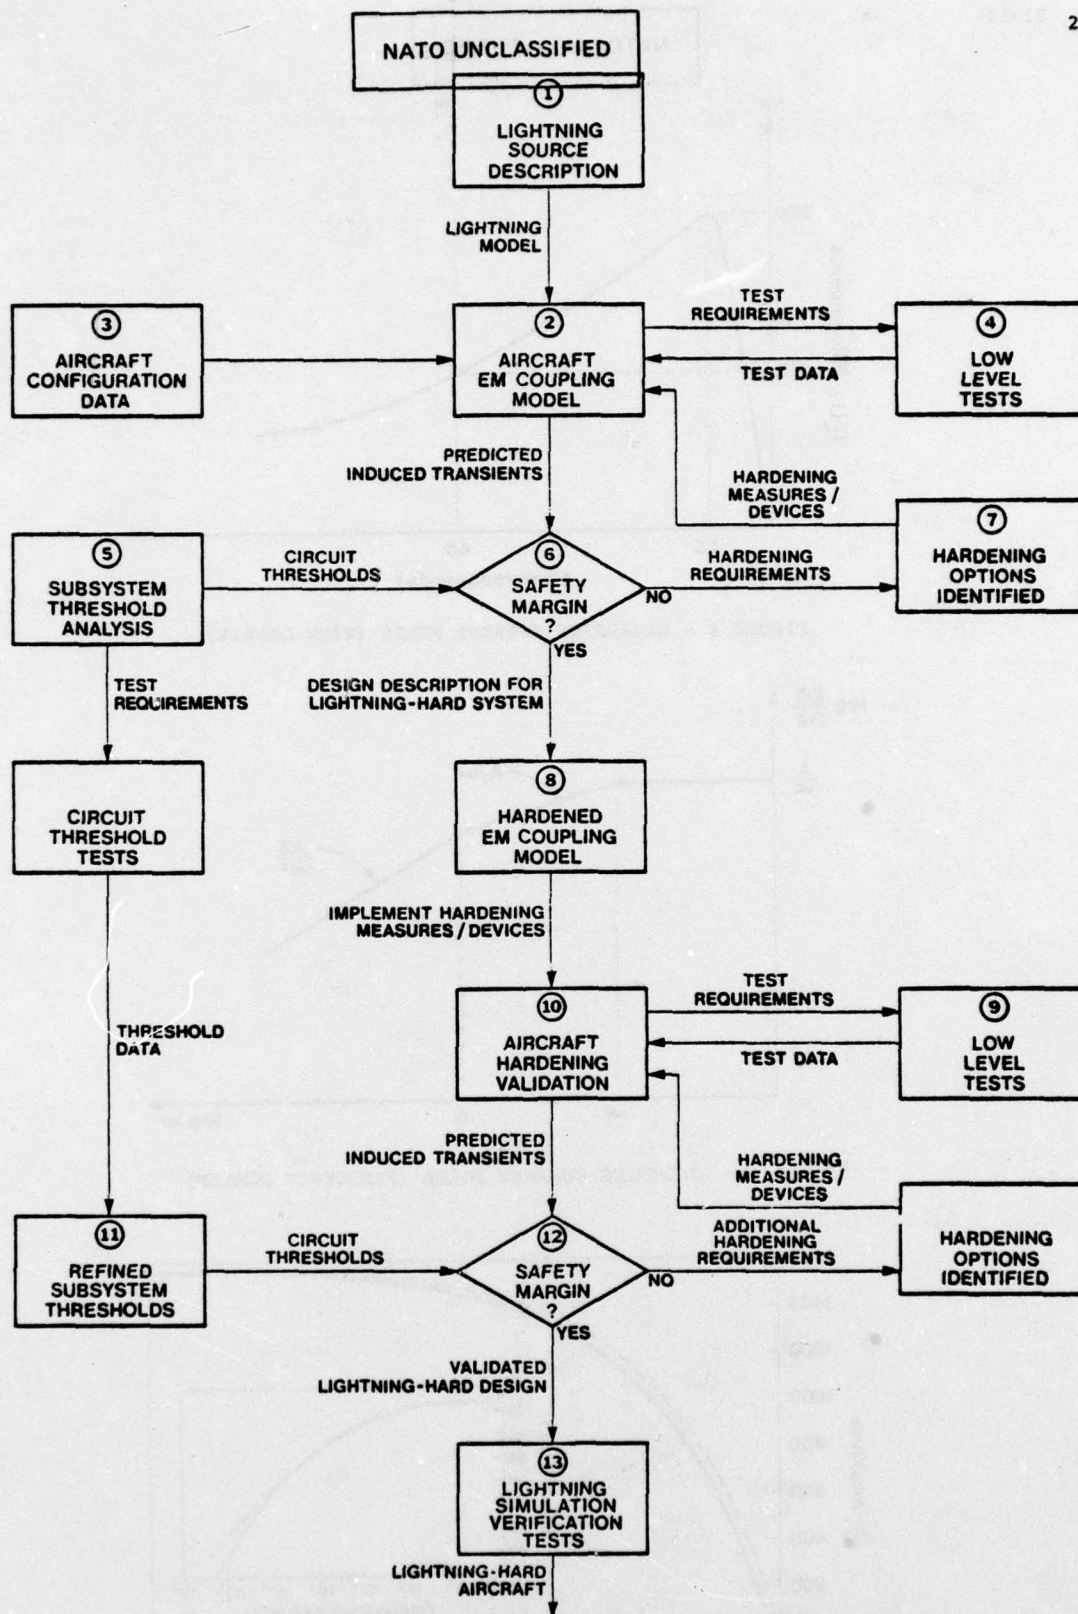 2
NATO UNCLASSIFIED
1
LIGHTNING
SOURCE
DESCRIPTION
LIGHTNING
MODEL
3
AIRCRAFT
CONFIGURATION
DATA
2
AIRCRAFT
EM COUPLING
MODEL
TEST
REQUIREMENTS
TEST DATA
4
LOW
LEVEL
TESTS
PREDICTED
INDUCED TRANSIENTS
HARDENING
MEASURES/
DEVICES
7
HARDENING
OPTIONS
IDENTIFIED
5
SUBSYSTEM
THRESHOLD
ANALYSIS
CIRCUIT
THRESHOLDS
6
SAFETY
MARGIN
?
HARDENING
REQUIREMENTS
NO
YES
TEST
REQUIREMENTS
DESIGN DESCRIPTION FOR
LIGHTNING-HARD SYSTEM
CIRCUIT
THRESHOLD
TESTS
8
HARDENED
EM COUPLING
MODEL
IMPLEMENT HARDENING
MEASURES/DEVICES
THRESHOLD
DATA
10
AIRCRAFT
HARDENING
VALIDATION
TEST
REQUIREMENTS
TEST DATA
9
LOW
LEVEL
TESTS
PREDICTED
INDUCED TRANSIENTS
HARDENING
MEASURES/
DEVICES
HARDENING
OPTIONS
IDENTIFIED
11
REFINED
SUBSYSTEM
THRESHOLDS
CIRCUIT
THRESHOLDS
12
SAFETY
MARGIN
?
ADDITIONAL
HARDENING
REQUIREMENTS
NO
YES
VALIDATED
LIGHTNING-HARD DESIGN
13
LIGHTNING
SIMULATION
VERIFICATION
TESTS
LIGHTNING-HARD
AIRCRAFT